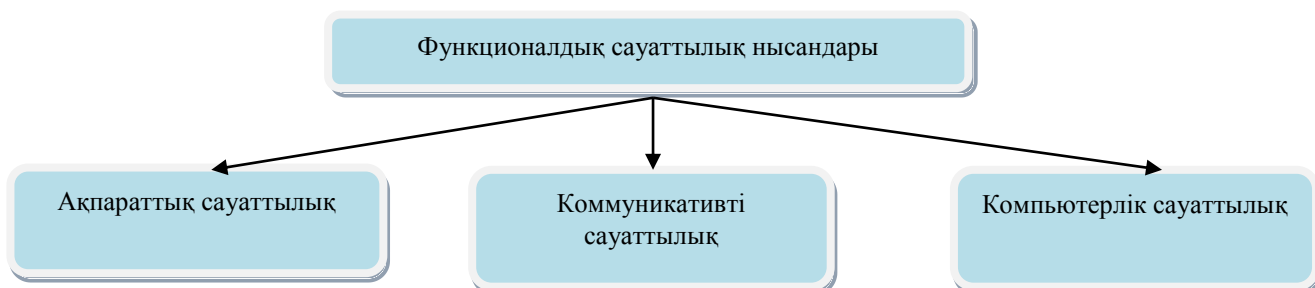 Функционалдық сауаттылық нысандары
Ақпараттық сауаттылық
Коммуникативті
сауаттылық
Компьютерлік сауаттылық